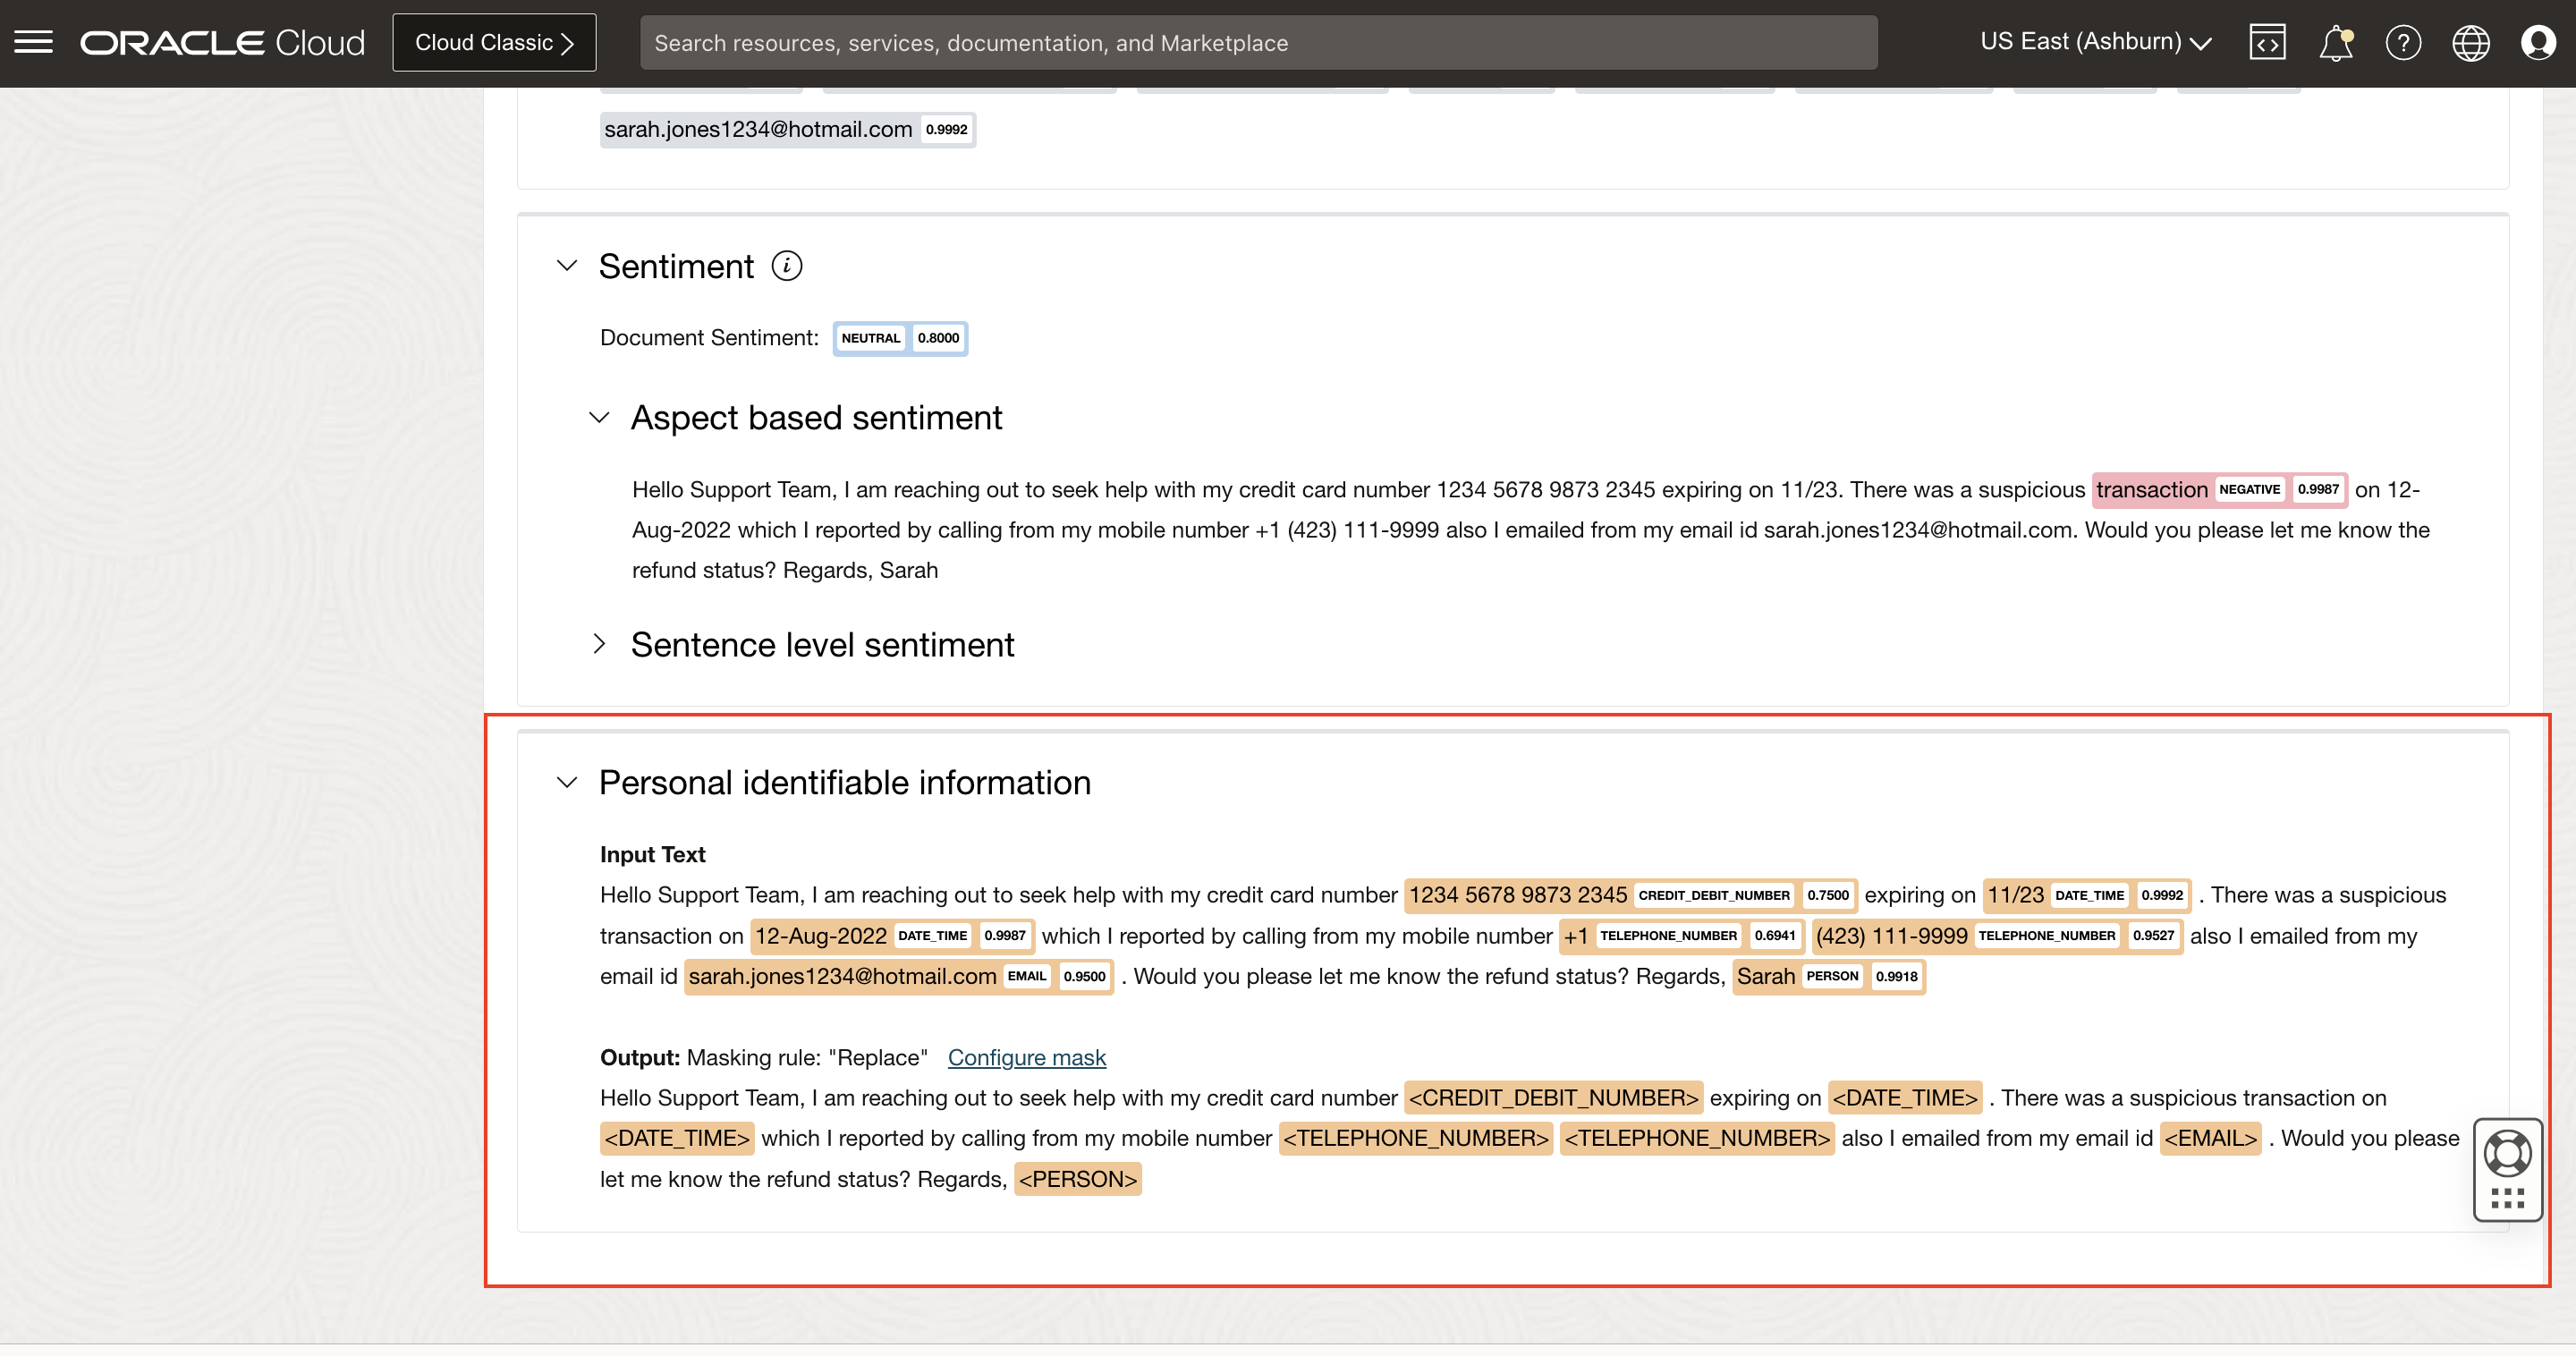 ORACLE Cloud Cloud Classic Search resources, services, documentation, and Marketplace US East (Ashburn)
sarah.jones1234@hotmail.com 0.9992
Sentiment
Document Sentiment: NEUTRAL 0.8000
Aspect based sentiment
Hello Support Team, I am reaching out to seek help with my credit card number 1234 5678 9873 2345 expiring on 11/23. There was a suspicious transaction NEGATIVE 0.9987 on 12-
Aug-2022 which I reported by calling from my mobile number +1 (423) 111-9999 also I emailed from my email id sarah.jones1234@hotmail.com. Would you please let me know the
refund status? Regards, Sarah
Sentence level sentiment
Personal identifiable information
Input Text
Hello Support Team, I am reaching out to seek help with my credit card number 1234 5678 9873 2345 CREDIT_DEBIT_NUMBER 0.7500 expiring on 11/23 DATE_TIME 0.9992 . There was a suspicious
transaction on 12-Aug-2022 DATE_TIME 0.9987 which I reported by calling from my mobile number +1 TELEPHONE_NUMBER 0.6941 (423) 111-9999 TELEPHONE_NUMBER 0.9527 also I emailed from my
email id sarah.jones1234@hotmail.com EMAIL 0.9500 . Would you please let me know the refund status? Regards, Sarah PERSON 0.9918
Output: Masking rule: "Replace" Configure mask
Hello Support Team, I am reaching out to seek help with my credit card number <CREDIT_DEBIT_NUMBER> expiring on <DATE_TIME> . There was a suspicious transaction on
<DATE_TIME> which I reported by calling from my mobile number <TELEPHONE_NUMBER> <TELEPHONE_NUMBER> also I emailed from my email id <EMAIL> . Would you please
let me know the refund status? Regards, <PERSON>